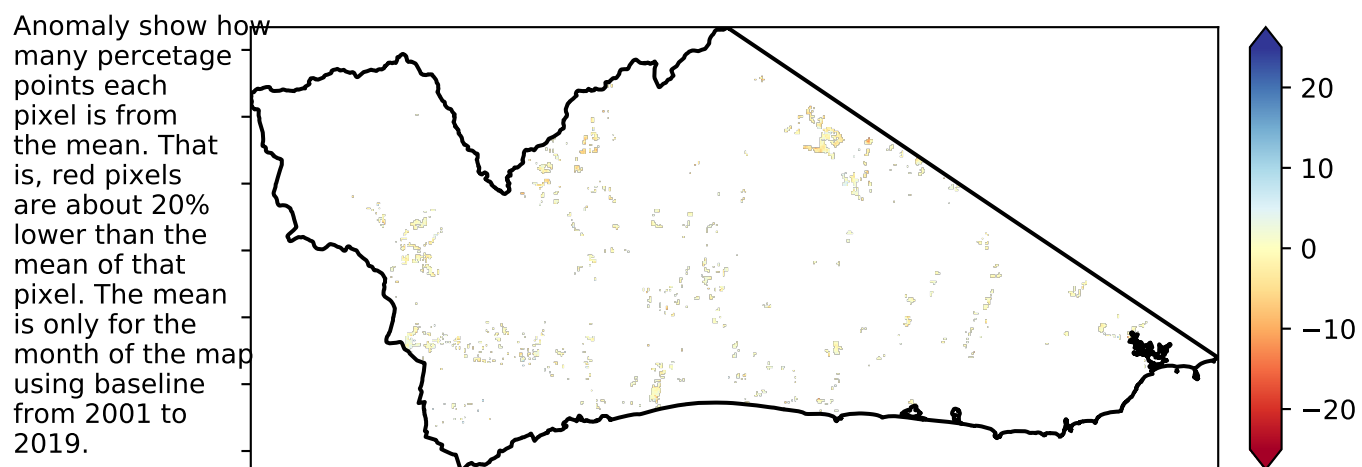 Anomaly show how
many percetage
points each
pixel is from
the mean. That
is, red pixels
are about 20%
lower than the
mean of that
pixel. The mean
is only for the
month of the map
using baseline
from 2001 to
2019.
20
10
0
−10
−20